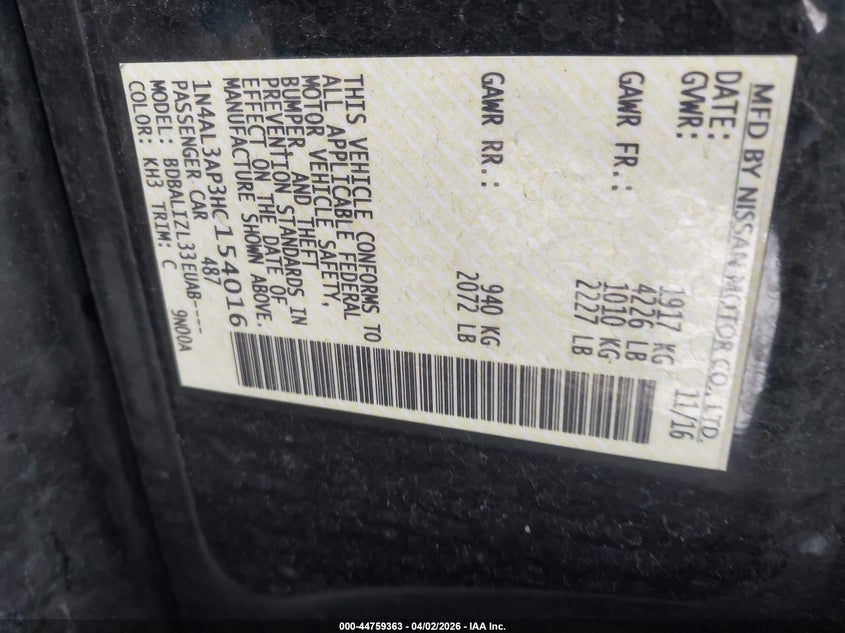 MFD BY NISSAN MOTOR CO., LTD.
DATE: 11/16
GVWR: 1917 KG
4226 LB
GAWR FR.: 1010 KG
2227 LB
GAWR RR.: 940 KG
2072 LB
THIS VEHICLE CONFORMS TO
ALL APPLICABLE FEDERAL
MOTOR VEHICLE SAFETY,
BUMPER, AND THEFT
PREVENTION STANDARDS IN
EFFECT ON THE DATE OF
MANUFACTURE SHOWN ABOVE.
1N4AL3AP3HC154016
PASSENGER CAR 487
MODEL: BDBALIZL33EUAB----
COLOR: KH3 TRIM: C 9N00A
000-44759363 - 04/02/2026 - IAA Inc.